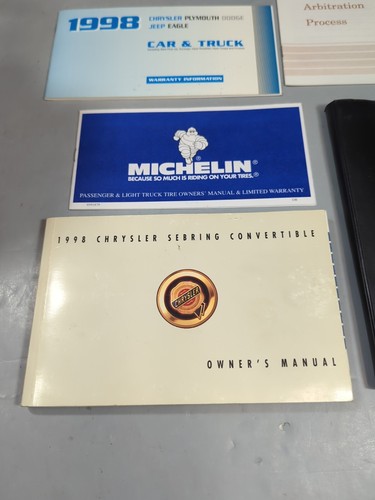 1998 CHRYSLER PLYMOUTH DODGE
JEEP EAGLE
CAR & TRUCK
WARRANTY INFORMATION
Arbitration
Process
MICHELIN®
BECAUSE SO MUCH IS RIDING ON YOUR TIRES.®
PASSENGER & LIGHT TRUCK TIRE OWNERS' MANUAL & LIMITED WARRANTY
1998 CHRYSLER SEBRING CONVERTIBLE
CHRYSLER
OWNER'S MANUAL